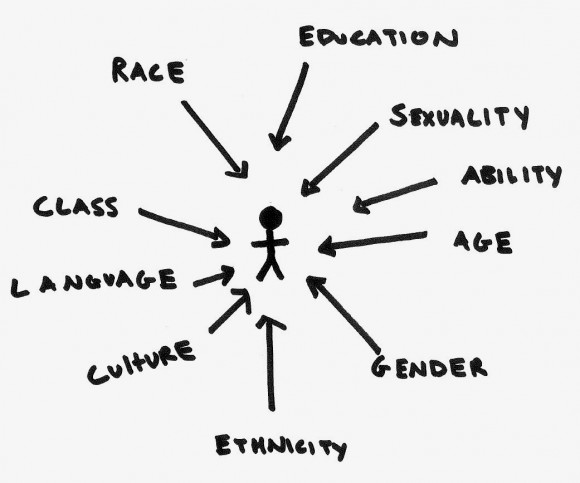 EDUCATION
RACE
SEXUALITY
ABILITY
CLASS
AGE
LANGUAGE
CULTURE
GENDER
ETHNICITY